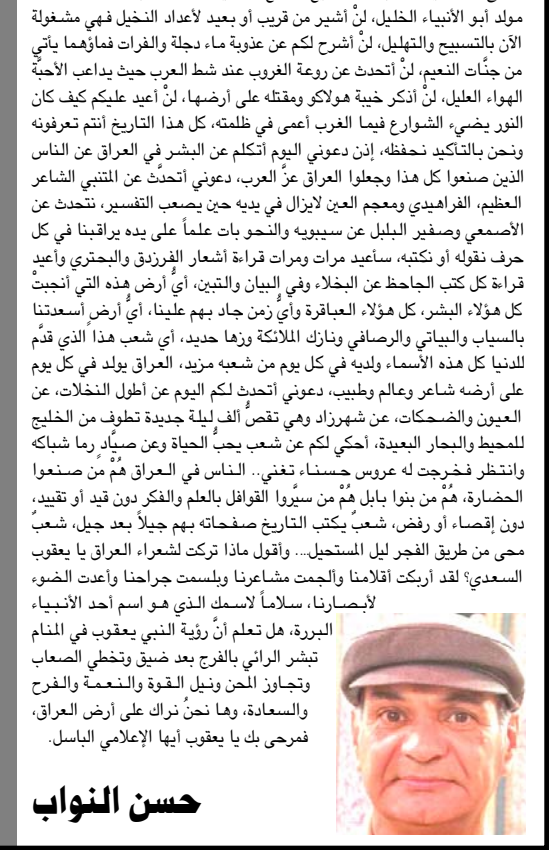 مولد أبو الأنبياء الخليل، لنْ أشير من قريب أو بعيد لأعداد النخيل فهي مشغولة
الآن بالتسبيح والتهليل، لنْ أشرح لكم عن عذوبة ماء دجلة والفرات فماؤهما يأتي
من جنَّات النعيم، لنْ أتحدث عن روعة الغروب عند شط العرب حيث يداعب الأحبَّة
الهواء العليل، لنْ أذكر خيبة هولاكو ومقتله على أرضها، لنْ أعيد عليكم كيف كان
النور يضيء الشوارع فيما الغرب أعمى في ظلمته، كل هذا التاريخ أنتم تعرفونه
ونحن بالتأكيد نحفظه، إذن دعوني اليوم أتكلم عن البشر في العراق عن الناس
الذين صنعوا كل هذا وجعلوا العراق عزَّ العرب، دعوني أتحدَّث عن المتنبي الشاعر
العظيم، الفراهيدي ومعجم العين لايزال في يديه حين يصعب التفسير، نتحدث عن
الأصمعي وصفير البلبل عن سيبويه والنحو بات علماً على يده يراقبنا في كل
حرف نقوله أو نكتبه، سأعيد مرات ومرات قراءة أشعار الفرزدق والبحتري وأعيد
قراءة كل كتب الجاحظ عن البخلاء وفي البيان والتبين، أيُّ أرض هذه التي أنجبتْ
كل هؤلاء البشر، كل هؤلاء العباقرة وأيُّ زمن جاد بهم علينا، أيُّ أرضٍ أسعدتنا
بالسياب والبياتي والرصافي ونازك الملائكة وزها حديد، أي شعب هذا الذي قدَّم
للدنيا كل هذه الأسماء ولديه في كل يوم من شعبه مزيد، العراق يولد في كل يوم
على أرضه شاعر وعالم وطبيب، دعوني أتحدث لكم اليوم عن أطول النخلات، عن
العيون والضحكات، عن شهرزاد وهي تقصُّ ألف ليلة جديدة تطوف من الخليج
للمحيط والبحار البعيدة، أحكي لكم عن شعب يحبُّ الحياة وعن صيَّاد رما شباكه
وانتظر فخرجت له عروس حسناء تغني.. الناس في العراق هُمْ من صنعوا
الحضارة، هُمْ من بنوا بابل هُمْ من سيَّروا القوافل بالعلم والفكر دون قيد أو تقييد،
دون إقصاء أو رفض، شعبٌ يكتب التاريخ صفحاته بهم جيلاً بعد جيل، شعبٌ
محى من طريق الفجر ليل المستحيل... وأقول ماذا تركت لشعراء العراق يا يعقوب
السعدي؟ لقد أربكت أقلامنا وألجمت مشاعرنا وبلسمت جراحنا وأعدت الضوء
لأبصارنا، سلاماً لاسمك الذي هو اسم أحد الأنبياء
البررة، هل تعلم أنَّ رؤية النبي يعقوب في المنام
تبشر الرائي بالفرج بعد ضيق وتخطي الصعاب
وتجاوز المحن ونيل القوة والنعمة والفرح
والسعادة، وها نحنُ نراك على أرض العراق،
فمرحى بك يا يعقوب أيها الإعلامي الباسل.
حسن النواب